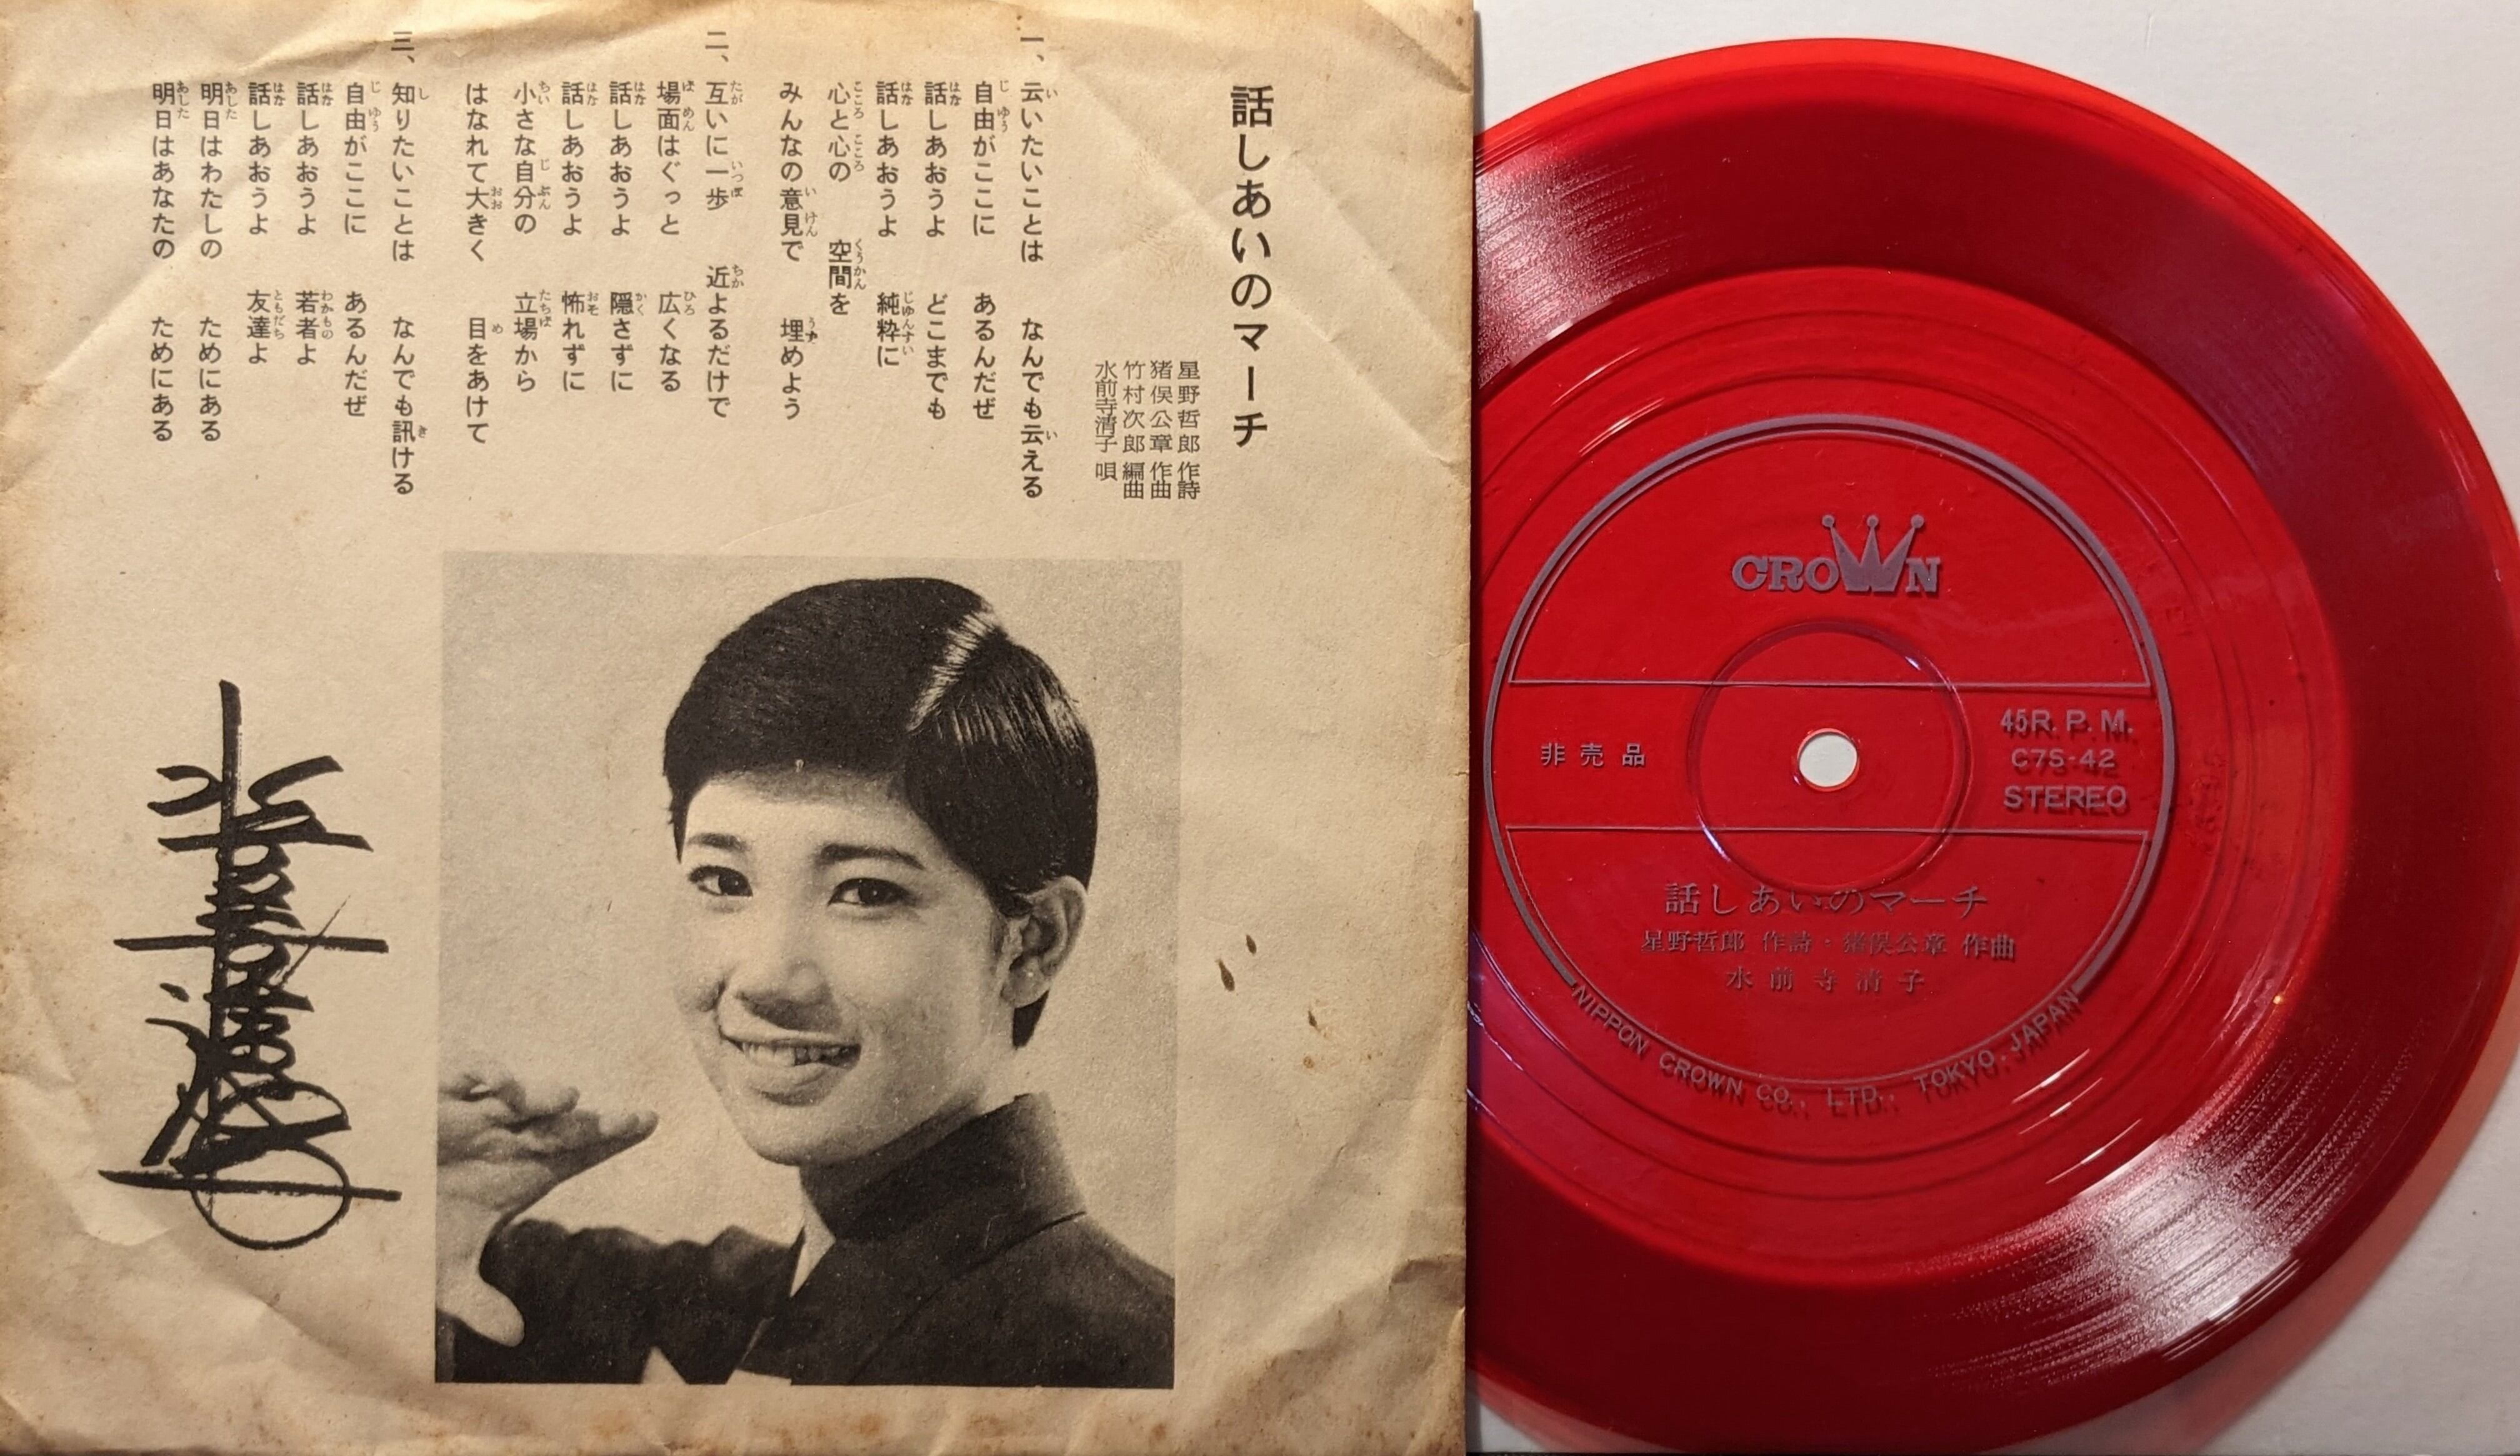 話しあいのマーチ
星野哲郎 作詩
猪俣公章 作曲
竹村次郎 編曲
水前寺清子 唄
一、云いたいことは なんでも云える
自由がここに あるんだぜ
話しあおうよ どこまでも
話しあおうよ 純粋に
心と心の 空間を
みんなの意見で 埋めよう
二、互いに一歩 近よるだけで
場面はぐっと 広くなる
話しあおうよ 隠さずに
話しあおうよ 怖れずに
小さな自分の 立場から
はなれて大きく 目をあけて
三、知りたいことは なんでも訊ける
自由がここに あるんだぜ
話しあおうよ 若者よ
話しあおうよ 友達よ
明日はわたしの ためにある
明日はあなたの ためにある
水前寺清子
CROWN
非売品
45R.P.M.
C7S-42
STEREO
話しあいのマーチ
星野哲郎 作詩・猪俣公章 作曲
水前寺清子
NIPPON CROWN CO., LTD., TOKYO, JAPAN